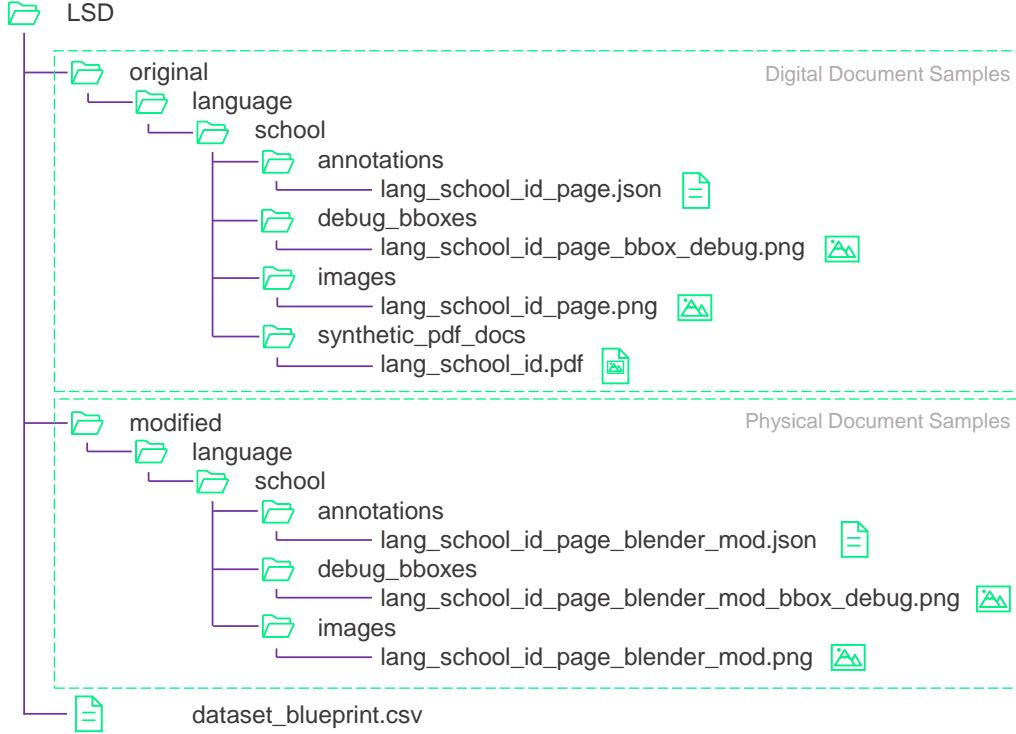 LSD
original
Digital Document Samples
language
school
annotations
lang_school_id_page.json
debug_bboxes
lang_school_id_page_bbox_debug.png
images
lang_school_id_page.png
synthetic_pdf_docs
lang_school_id.pdf
modified
Physical Document Samples
language
school
annotations
lang_school_id_page_blender_mod.json
debug_bboxes
lang_school_id_page_blender_mod_bbox_debug.png
images
lang_school_id_page_blender_mod.png
dataset_blueprint.csv